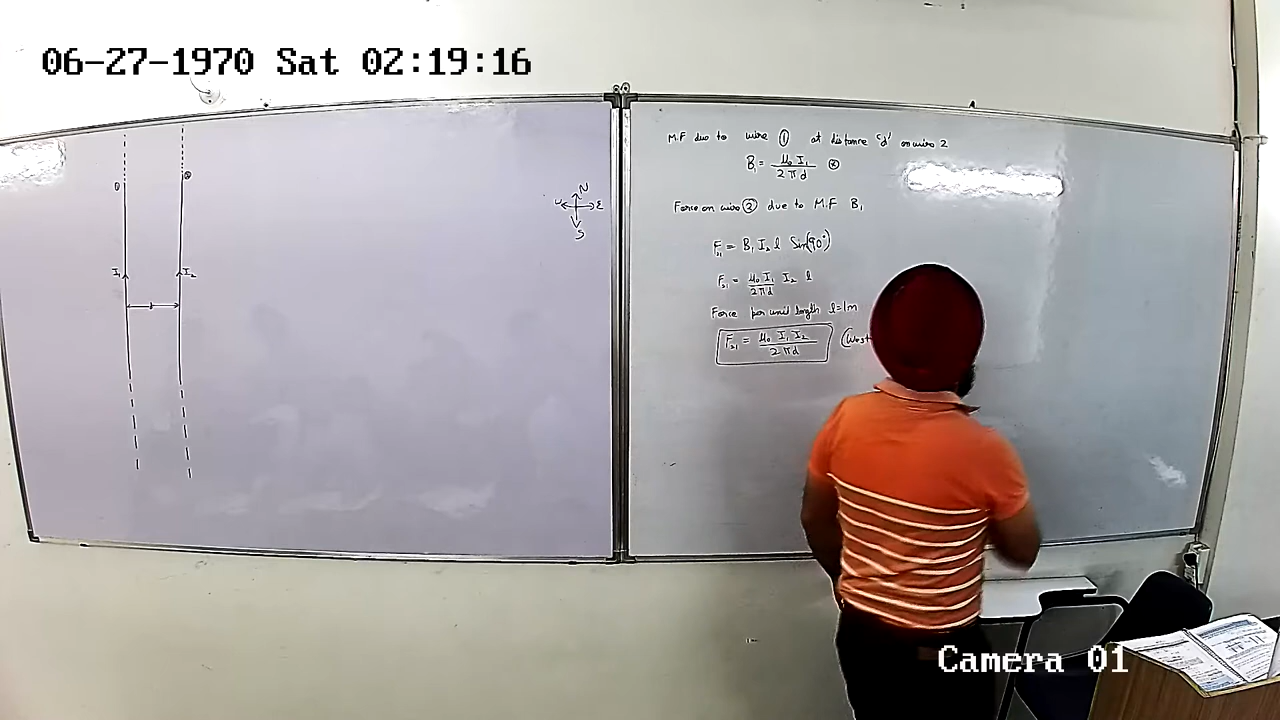 06-27-1970 Sat 02:19:16
① ②
I₁ I₂
N
W E
S
M.F due to wire ① at distance 'd' on wire 2
B₁ = μ₀ I₁ / 2πd ⊗
Force on wire ② due to M.F B₁
F₂₁ = B₁ I₂ l Sin(90°)
F₂₁ = μ₀ I₁ / 2πd I₂ l
Force per unit length l=1m
F₂₁ = μ₀ I₁ I₂ / 2πd (West
Camera 01